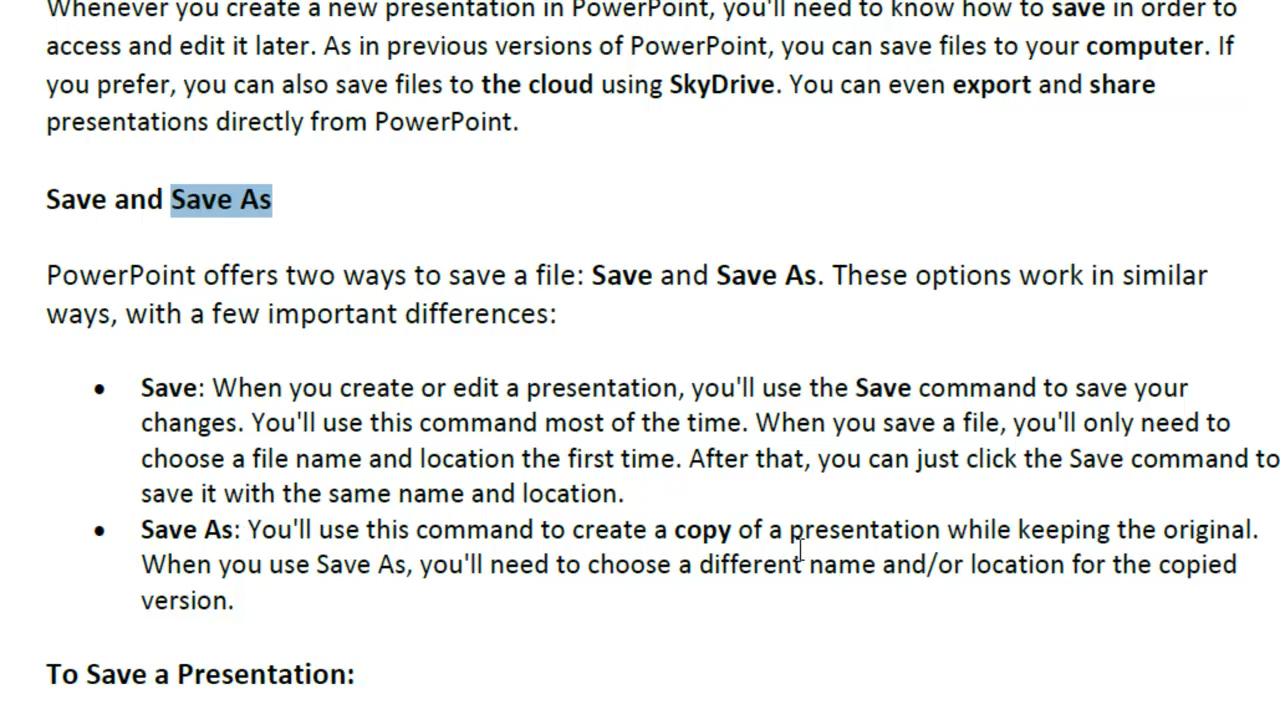 Whenever you create a new presentation in PowerPoint, you'll need to know how to save in order to
access and edit it later. As in previous versions of PowerPoint, you can save files to your computer. If
you prefer, you can also save files to the cloud using SkyDrive. You can even export and share
presentations directly from PowerPoint.
Save and Save As
PowerPoint offers two ways to save a file: Save and Save As. These options work in similar
ways, with a few important differences:
• Save: When you create or edit a presentation, you'll use the Save command to save your
changes. You'll use this command most of the time. When you save a file, you'll only need to
choose a file name and location the first time. After that, you can just click the Save command to
save it with the same name and location.
• Save As: You'll use this command to create a copy of a presentation while keeping the original.
When you use Save As, you'll need to choose a different name and/or location for the copied
version.
To Save a Presentation: